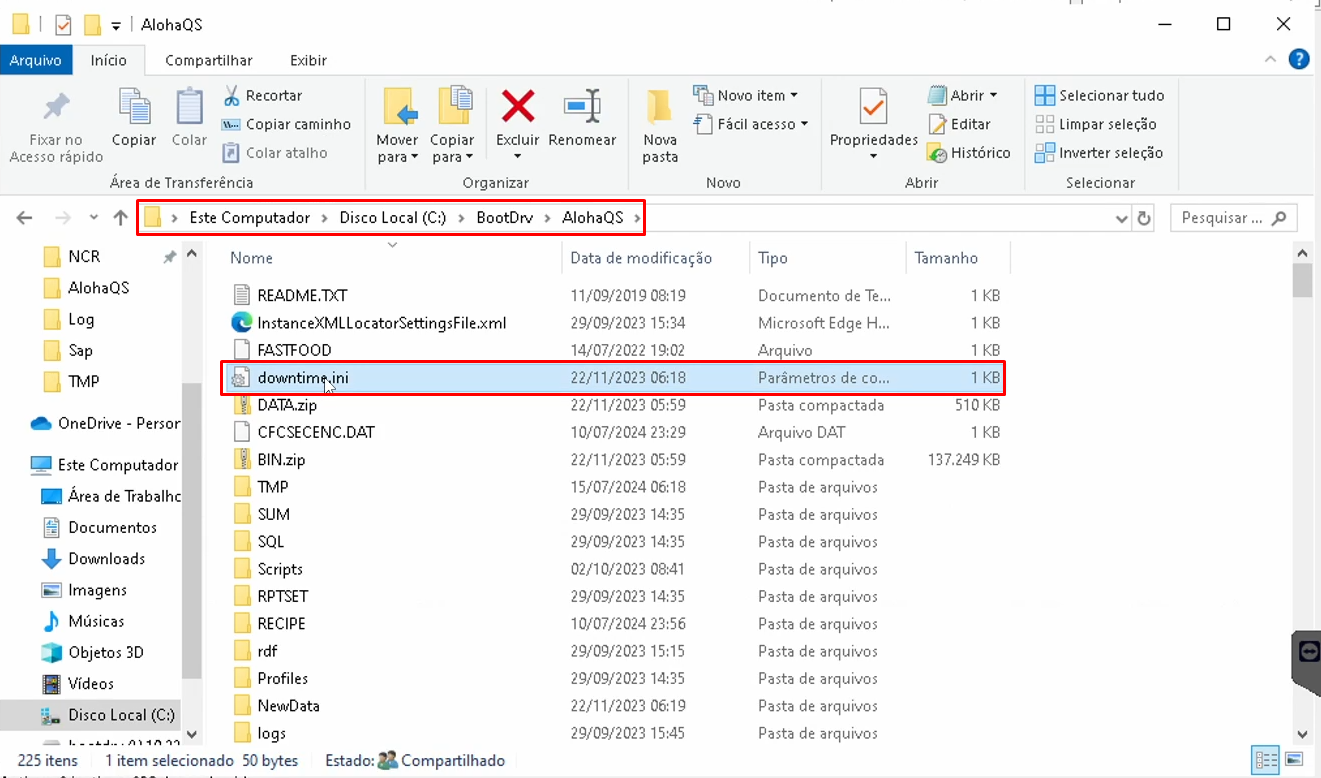 AlohaQS
Arquivo Início Compartilhar Exibir
Fixar no Acesso rápido
Copiar
Colar
Recortar
Copiar caminho
Colar atalho
Área de Transferência
Mover para
Copiar para
Excluir
Renomear
Organizar
Nova pasta
Novo item
Fácil acesso
Novo
Propriedades
Abrir
Editar
Histórico
Abrir
Selecionar tudo
Limpar seleção
Inverter seleção
Selecionar
Este Computador > Disco Local (C:) > BootDrv > AlohaQS >
Pesquisar ...
NCR
AlohaQS
Log
Sap
TMP
OneDrive - Person
Este Computador
Área de Trabalho
Documentos
Downloads
Imagens
Músicas
Objetos 3D
Vídeos
Disco Local (C:)
Nome Data de modificação Tipo Tamanho
README.TXT 11/09/2019 08:19 Documento de Te... 1 KB
InstanceXMLLocatorSettingsFile.xml 29/09/2023 15:34 Microsoft Edge H... 1 KB
FASTFOOD 14/07/2022 19:02 Arquivo 1 KB
downtime.ini 22/11/2023 06:18 Parâmetros de co... 1 KB
DATA.zip 22/11/2023 05:59 Pasta compactada 510 KB
CFCSECENC.DAT 10/07/2024 23:29 Arquivo DAT 1 KB
BIN.zip 22/11/2023 05:59 Pasta compactada 137.249 KB
TMP 15/07/2024 06:18 Pasta de arquivos
SUM 29/09/2023 14:35 Pasta de arquivos
SQL 29/09/2023 14:35 Pasta de arquivos
Scripts 02/10/2023 08:41 Pasta de arquivos
RPTSET 29/09/2023 14:35 Pasta de arquivos
RECIPE 10/07/2024 23:56 Pasta de arquivos
rdf 29/09/2023 15:15 Pasta de arquivos
Profiles 29/09/2023 14:35 Pasta de arquivos
NewData 22/11/2023 06:19 Pasta de arquivos
logs 29/09/2023 15:45 Pasta de arquivos
225 itens 1 item selecionado 50 bytes Estado: Compartilhado